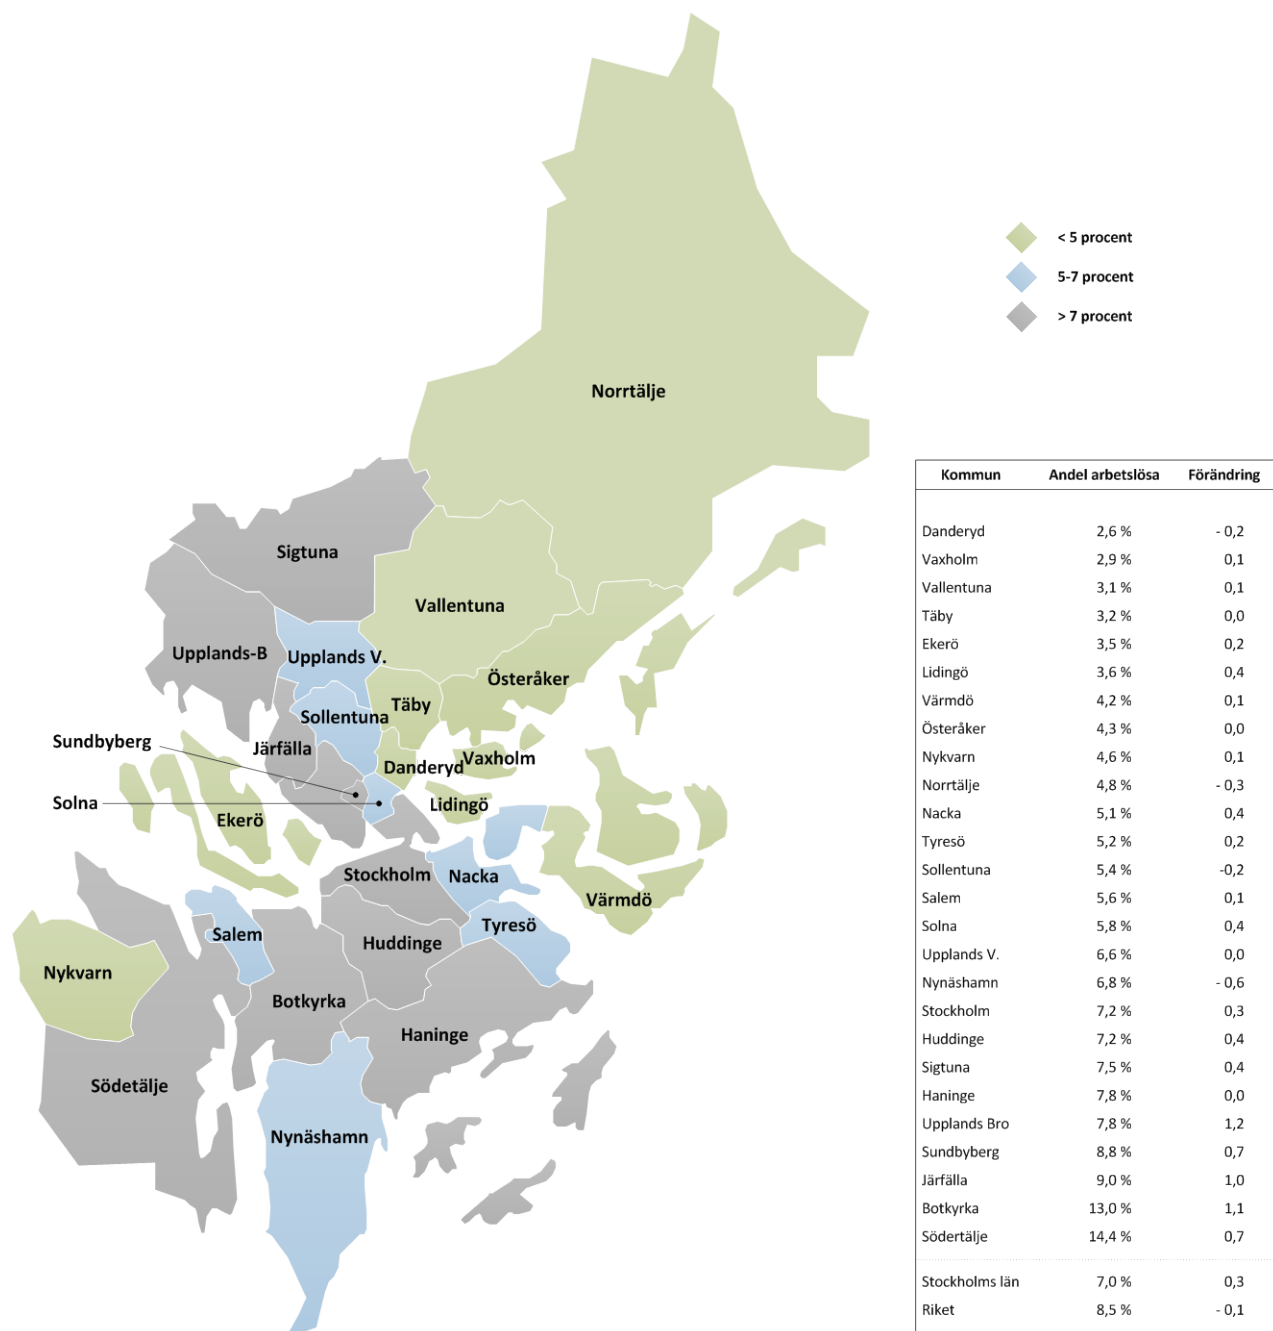 < 5 procent
5-7 procent
> 7 procent
Norrtälje
Sigtuna
Vallentuna
Upplands-B
Upplands V.
Österåker
Täby
Sollentuna
Sundbyberg
Järfälla
Vaxholm
Danderyd
Solna
Lidingö
Ekerö
Stockholm
Nacka
Värmdö
Tyresö
Salem
Huddinge
Nykvarn
Botkyrka
Haninge
Södetälje
Nynäshamn
Kommun Andel arbetslösa Förändring
Danderyd 2,6 % - 0,2
Vaxholm 2,9 % 0,1
Vallentuna 3,1 % 0,1
Täby 3,2 % 0,0
Ekerö 3,5 % 0,2
Lidingö 3,6 % 0,4
Värmdö 4,2 % 0,1
Österåker 4,3 % 0,0
Nykvarn 4,6 % 0,1
Norrtälje 4,8 % - 0,3
Nacka 5,1 % 0,4
Tyresö 5,2 % 0,2
Sollentuna 5,4 % -0,2
Salem 5,6 % 0,1
Solna 5,8 % 0,4
Upplands V. 6,6 % 0,0
Nynäshamn 6,8 % - 0,6
Stockholm 7,2 % 0,3
Huddinge 7,2 % 0,4
Sigtuna 7,5 % 0,4
Haninge 7,8 % 0,0
Upplands Bro 7,8 % 1,2
Sundbyberg 8,8 % 0,7
Järfälla 9,0 % 1,0
Botkyrka 13,0 % 1,1
Södertälje 14,4 % 0,7
Stockholms län 7,0 % 0,3
Riket 8,5 % - 0,1